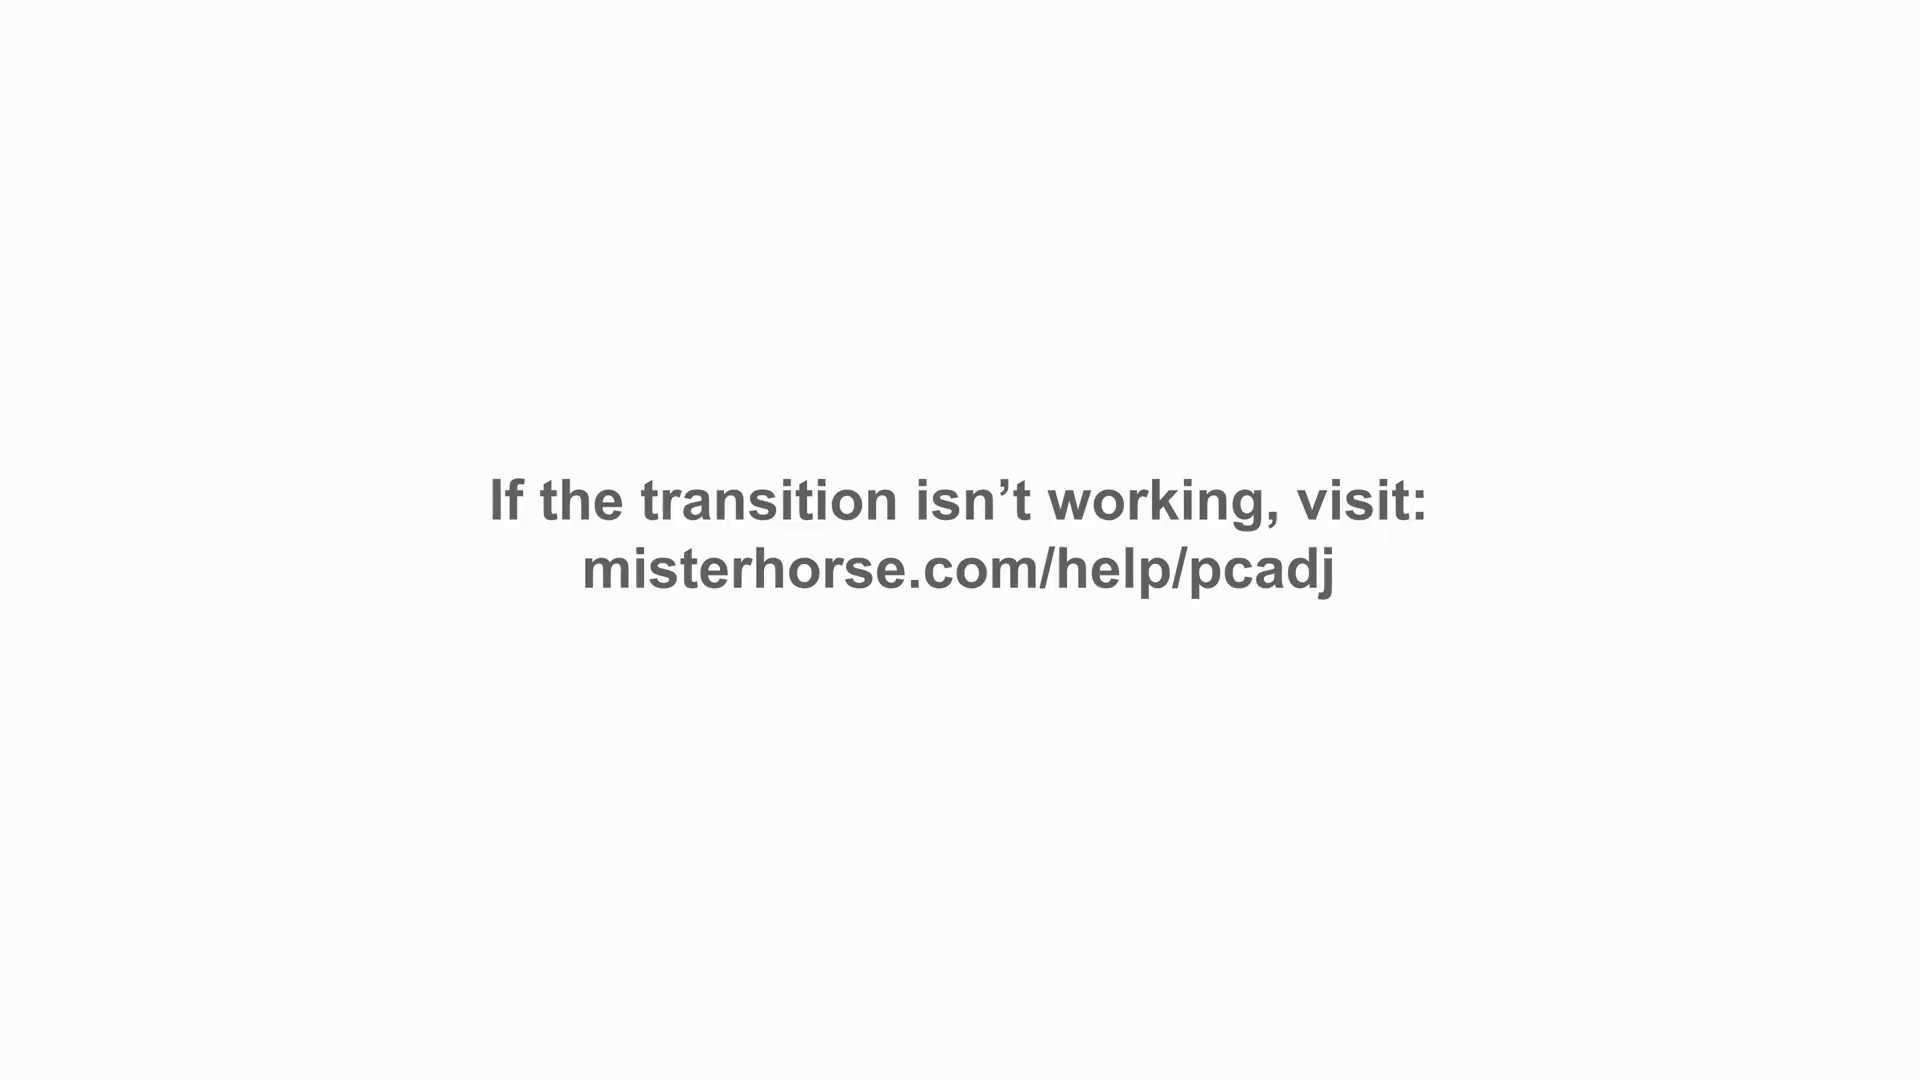 If the transition isn’t working, visit:
misterhorse.com/help/pcadj